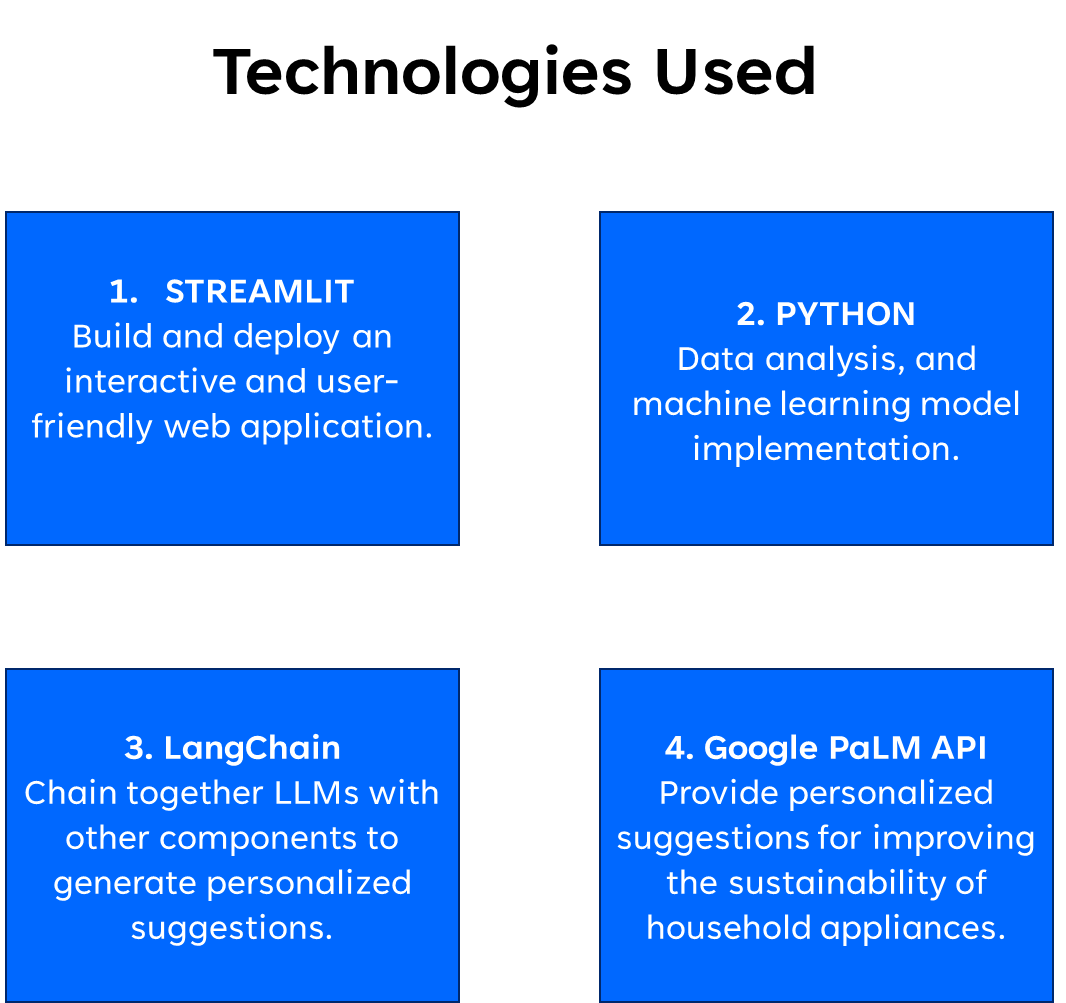 Technologies Used
1. STREAMLIT
Build and deploy an
interactive and user-
friendly web application.
2. PYTHON
Data analysis, and
machine learning model
implementation.
3. LangChain
Chain together LLMs with
other components to
generate personalized
suggestions.
4. Google PaLM API
Provide personalized
suggestions for improving
the sustainability of
household appliances.